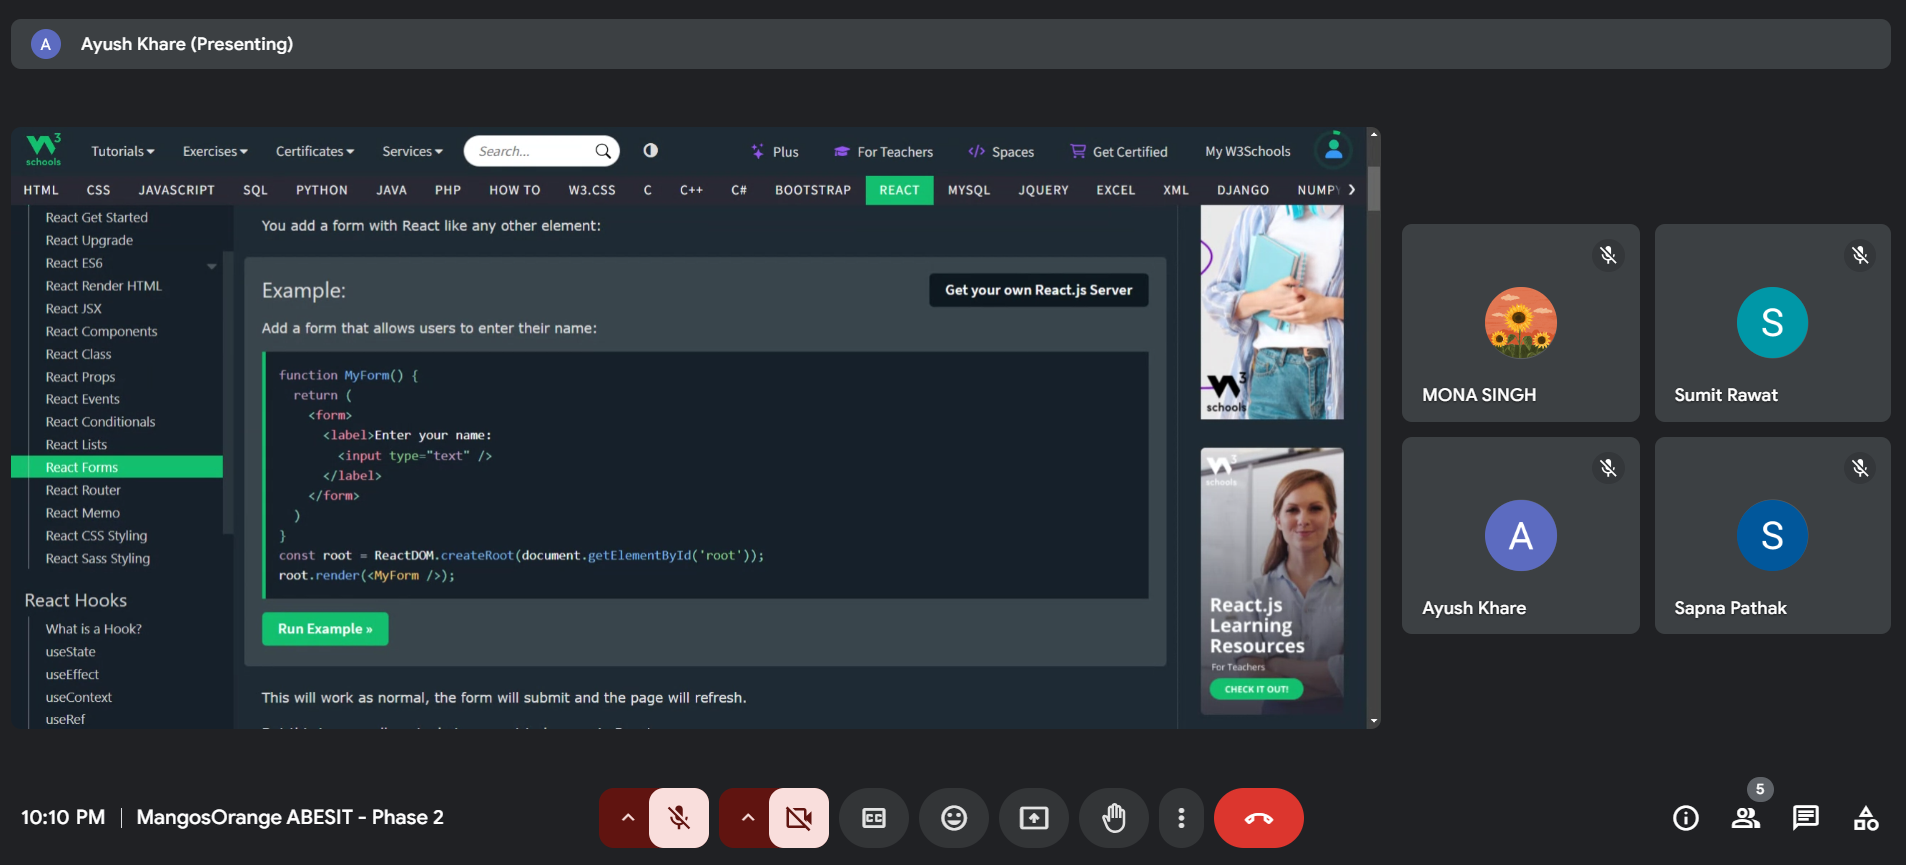 A
Ayush Khare (Presenting)
W3 schools
Tutorials
Exercises
Certificates
Services
Search...
Plus
For Teachers
Spaces
Get Certified
My W3Schools
HTML CSS JAVASCRIPT SQL PYTHON JAVA PHP HOW TO W3.CSS C C++ C# BOOTSTRAP REACT MYSQL JQUERY EXCEL XML DJANGO NUMPY
React Get Started
React Upgrade
React ES6
React Render HTML
React JSX
React Components
React Class
React Props
React Events
React Conditionals
React Lists
React Forms
React Router
React Memo
React CSS Styling
React Sass Styling
React Hooks
What is a Hook?
useState
useEffect
useContext
useRef
You add a form with React like any other element:
Example:
Get your own React.js Server
Add a form that allows users to enter their name:
function MyForm() {
return (
<form>
<label>Enter your name:
<input type="text" />
</label>
</form>
)
}
const root = ReactDOM.createRoot(document.getElementById('root'));
root.render(<MyForm />);
Run Example »
This will work as normal, the form will submit and the page will refresh.
W3 schools
W3 schools
React.js
Learning
Resources
For Teachers
CHECK IT OUT!
MONA SINGH
S
Sumit Rawat
A
Ayush Khare
S
Sapna Pathak
10:10 PM | MangosOrange ABESIT - Phase 2
CC
5